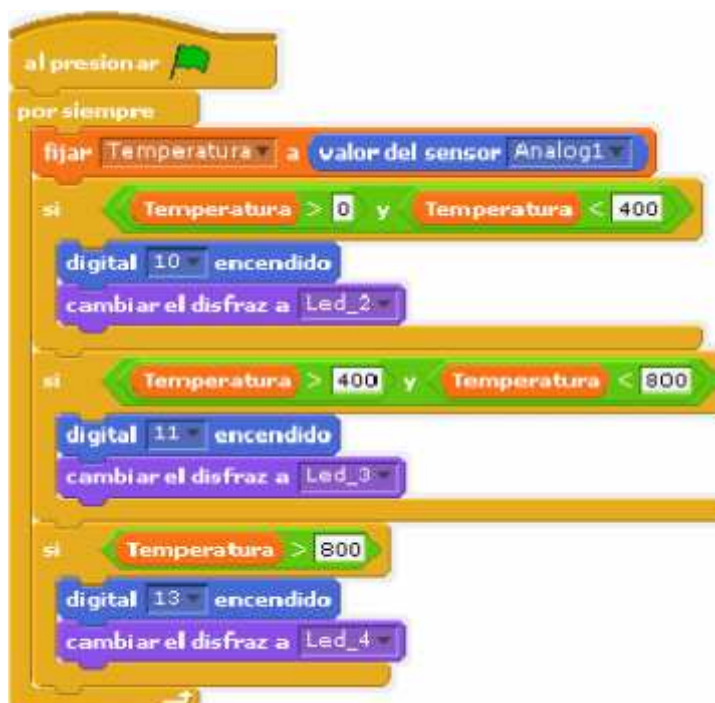 al presionar
por siempre
fijar Temperatura a valor del sensor Analog1
si Temperatura > 0 y Temperatura < 400
digital 10 encendido
cambiar el disfraz a Led_2
si Temperatura > 400 y Temperatura < 800
digital 11 encendido
cambiar el disfraz a Led_3
si Temperatura > 800
digital 13 encendido
cambiar el disfraz a Led_4